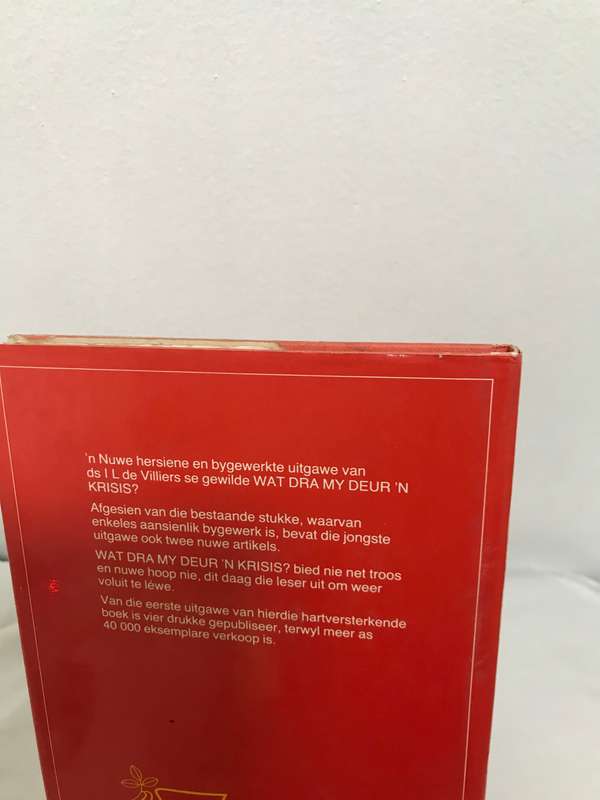 'n Nuwe hersiene en bygewerkte uitgawe van
ds I L de Villiers se gewilde WAT DRA MY DEUR 'N
KRISIS?
Afgesien van die bestaande stukke, waarvan
enkeles aansienlik bygewerk is, bevat die jongste
uitgawe ook twee nuwe artikels.
WAT DRA MY DEUR 'N KRISIS? bied nie net troos
en nuwe hoop nie, dit daag die leser uit om weer
voluit te léwe.
Van die eerste uitgawe van hierdie hartversterkende
boek is vier drukke gepubliseer, terwyl meer as
40 000 eksemplare verkoop is.